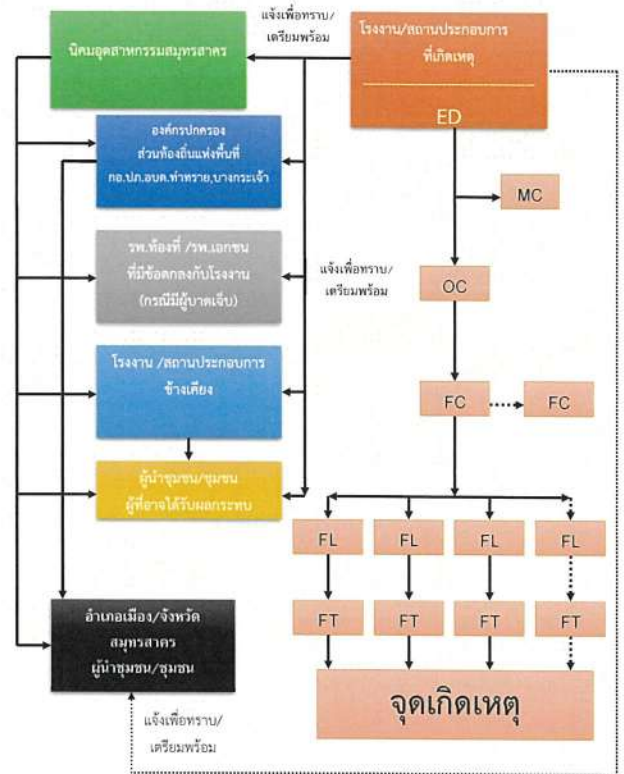 แจ้งเพื่อทราบ/
เตรียมพร้อม
นิคมอุตสาหกรรมสมุทรสาคร
โรงงาน/สถานประกอบการ
ที่เกิดเหตุ
ED
องค์กรปกครอง
ส่วนท้องถิ่นแห่งพื้นที่
กอ.ปภ.อบต.ท่าทราย,บางกระเจ้า
MC
รพ.ท้องที่ /รพ.เอกชน
ที่มีข้อตกลงกับโรงงาน
(กรณีมีผู้บาดเจ็บ)
แจ้งเพื่อทราบ/
เตรียมพร้อม
OC
โรงงาน /สถานประกอบการ
ข้างเคียง
FC
FC
ผู้นำชุมชน/ชุมชน
ผู้ที่อาจได้รับผลกระทบ
FL FL FL FL
FT FT FT FT
อำเภอเมือง/จังหวัด
สมุทรสาคร
ผู้นำชุมชน/ชุมชน
จุดเกิดเหตุ
แจ้งเพื่อทราบ/
เตรียมพร้อม